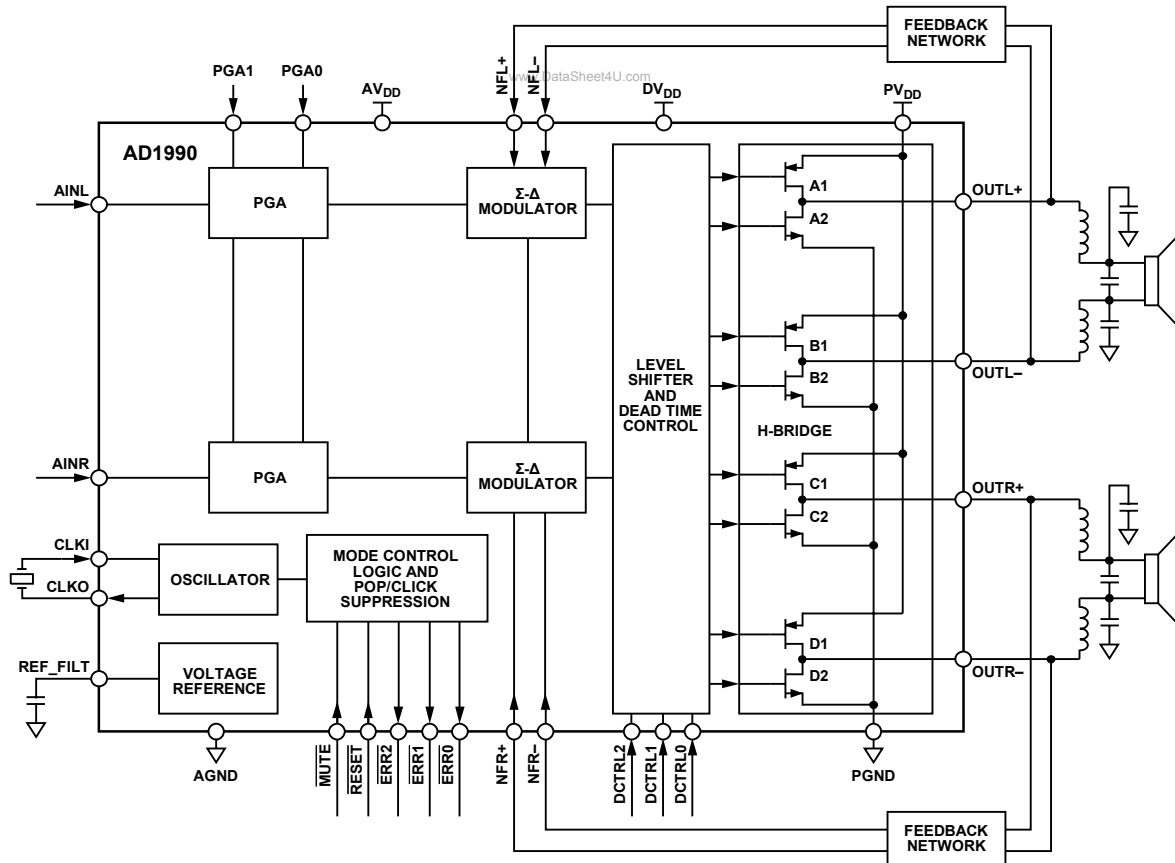 FEEDBACK
NETWORK
PGA1
PGA0
AVDD
NFL+
NFL–
www.DataSheet4U.com
DVDD
PVDD
AD1990
AINL
PGA
Σ-Δ
MODULATOR
A1
A2
OUTL+
B1
B2
OUTL–
LEVEL
SHIFTER
AND
DEAD TIME
CONTROL
H-BRIDGE
AINR
PGA
Σ-Δ
MODULATOR
C1
C2
OUTR+
CLKI
CLKO
OSCILLATOR
MODE CONTROL
LOGIC AND
POP/CLICK
SUPPRESSION
D1
D2
OUTR–
REF_FILT
VOLTAGE
REFERENCE
AGND
MUTE
RESET
ERR2
ERR1
ERR0
NFR+
NFR–
DCTRL2
DCTRL1
DCTRL0
PGND
FEEDBACK
NETWORK